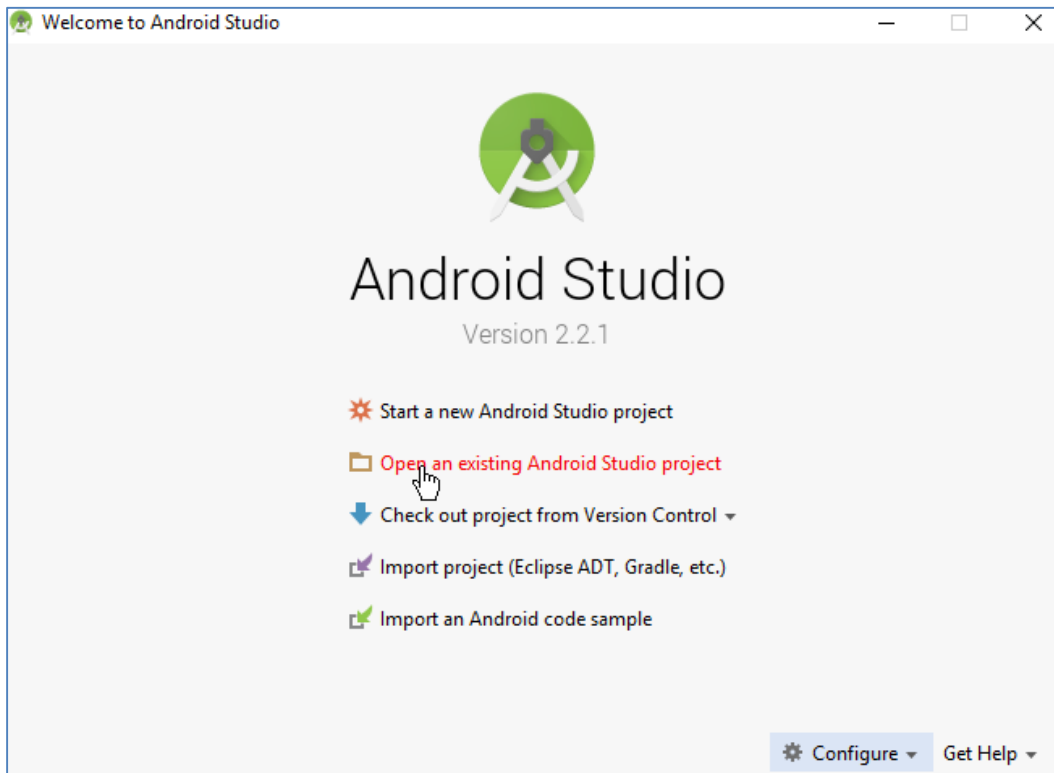 Welcome to Android Studio
Android Studio
Version 2.2.1
Start a new Android Studio project
Open an existing Android Studio project
Check out project from Version Control
Import project (Eclipse ADT, Gradle, etc.)
Import an Android code sample
Configure Get Help